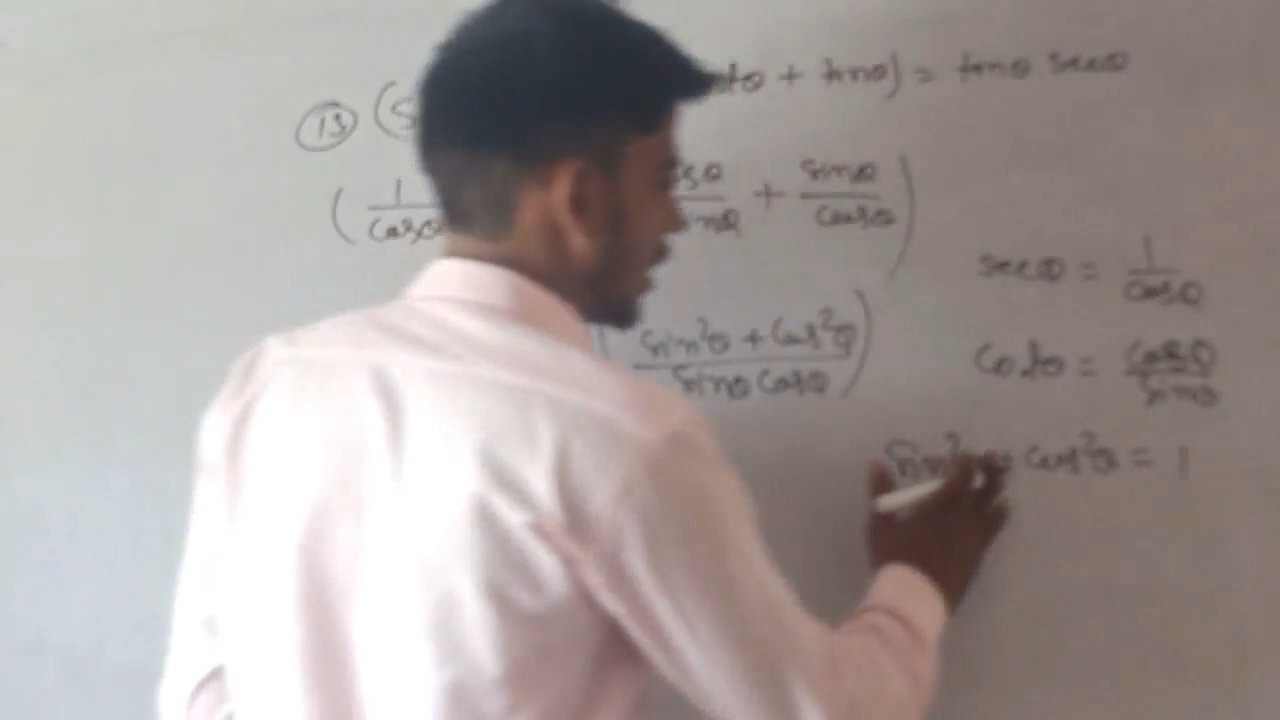 (13) (S cotθ + tanθ) = tanθ secθ
( 1/cosθ cosθ/sinθ + sinθ/cosθ )
secθ = 1/cosθ
( sin²θ + cos²θ / sinθ cosθ )
cotθ = cosθ/sinθ
sin²θ + cos²θ = 1